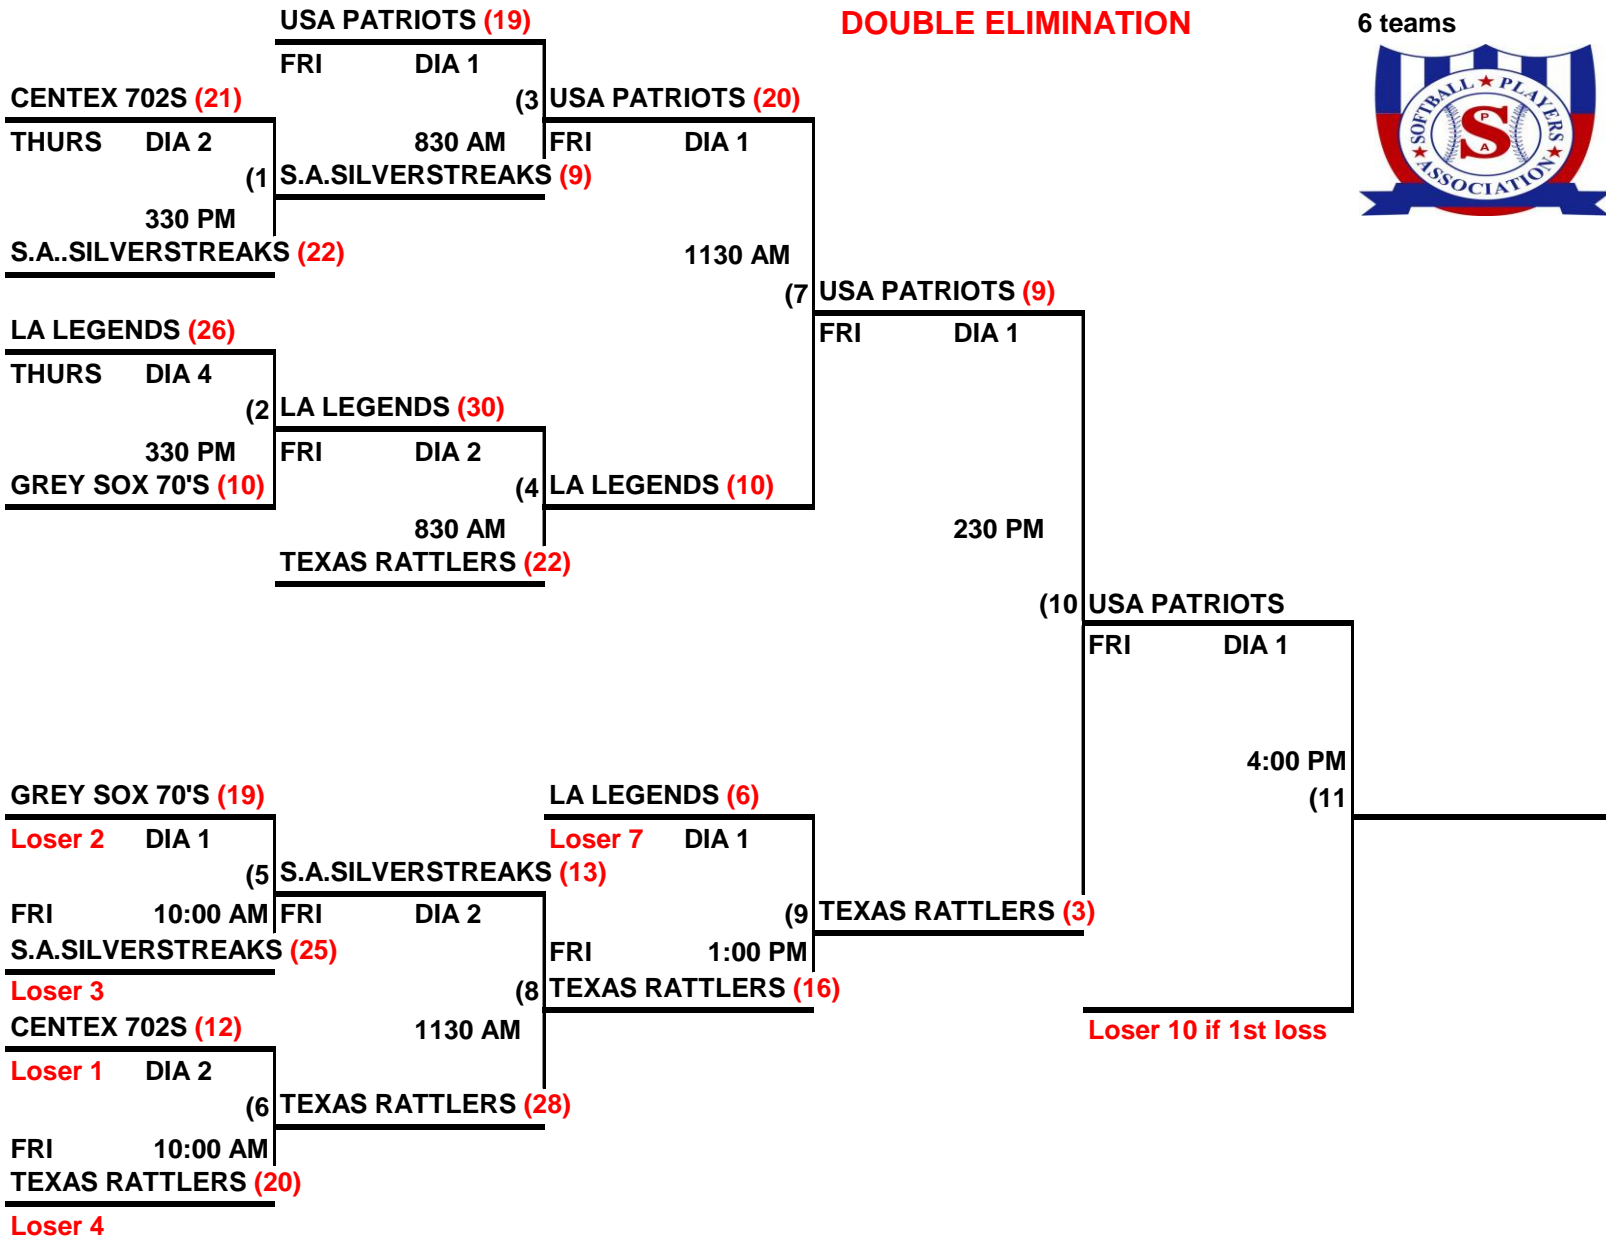 USA PATRIOTS (19)
DOUBLE ELIMINATION
6 teams
FRI DIA 1
CENTEX 702S (21)
(3 USA PATRIOTS (20)
THURS DIA 2
830 AM
FRI DIA 1
(1 S.A.SILVERSTREAKS (9)
330 PM
S.A..SILVERSTREAKS (22)
1130 AM
SOFTBALL ★ PLAYERS ★ ASSOCIATION ★
S
P
A
(7 USA PATRIOTS (9)
LA LEGENDS (26)
FRI DIA 1
THURS DIA 4
(2 LA LEGENDS (30)
330 PM
FRI DIA 2
GREY SOX 70'S (10)
(4 LA LEGENDS (10)
830 AM
230 PM
TEXAS RATTLERS (22)
(10 USA PATRIOTS
FRI DIA 1
4:00 PM
(11
GREY SOX 70'S (19)
LA LEGENDS (6)
Loser 2 DIA 1
Loser 7 DIA 1
(5 S.A.SILVERSTREAKS (13)
FRI 10:00 AM
FRI DIA 2
(9 TEXAS RATTLERS (3)
S.A.SILVERSTREAKS (25)
FRI 1:00 PM
Loser 3
(8 TEXAS RATTLERS (16)
CENTEX 702S (12)
1130 AM
Loser 10 if 1st loss
Loser 1 DIA 2
(6 TEXAS RATTLERS (28)
FRI 10:00 AM
TEXAS RATTLERS (20)
Loser 4